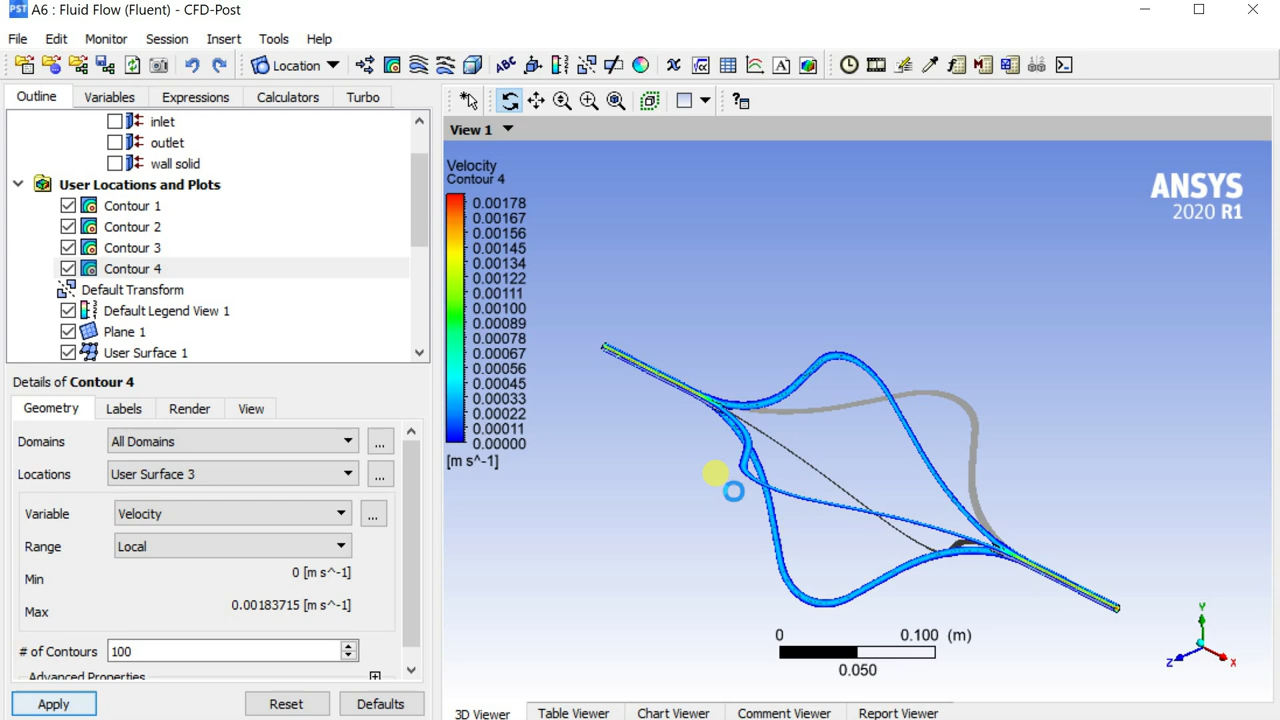 PST A6 : Fluid Flow (Fluent) - CFD-Post
File Edit Monitor Session Insert Tools Help
Location
Outline Variables Expressions Calculators Turbo
inlet
outlet
wall solid
User Locations and Plots
Contour 1
Contour 2
Contour 3
Contour 4
Default Transform
Default Legend View 1
Plane 1
User Surface 1
Details of Contour 4
Geometry Labels Render View
Domains All Domains ...
Locations User Surface 3 ...
Variable Velocity ...
Range Local
Min 0 [m s^-1]
Max 0.00183715 [m s^-1]
# of Contours 100
Advanced Properties
Apply Reset Defaults
View 1
Velocity
Contour 4
0.00178
0.00167
0.00156
0.00145
0.00134
0.00122
0.00111
0.00100
0.00089
0.00078
0.00067
0.00056
0.00045
0.00033
0.00022
0.00011
0.00000
[m s^-1]
ANSYS
2020 R1
0 0.100 (m)
0.050
Y
Z X
3D Viewer Table Viewer Chart Viewer Comment Viewer Report Viewer